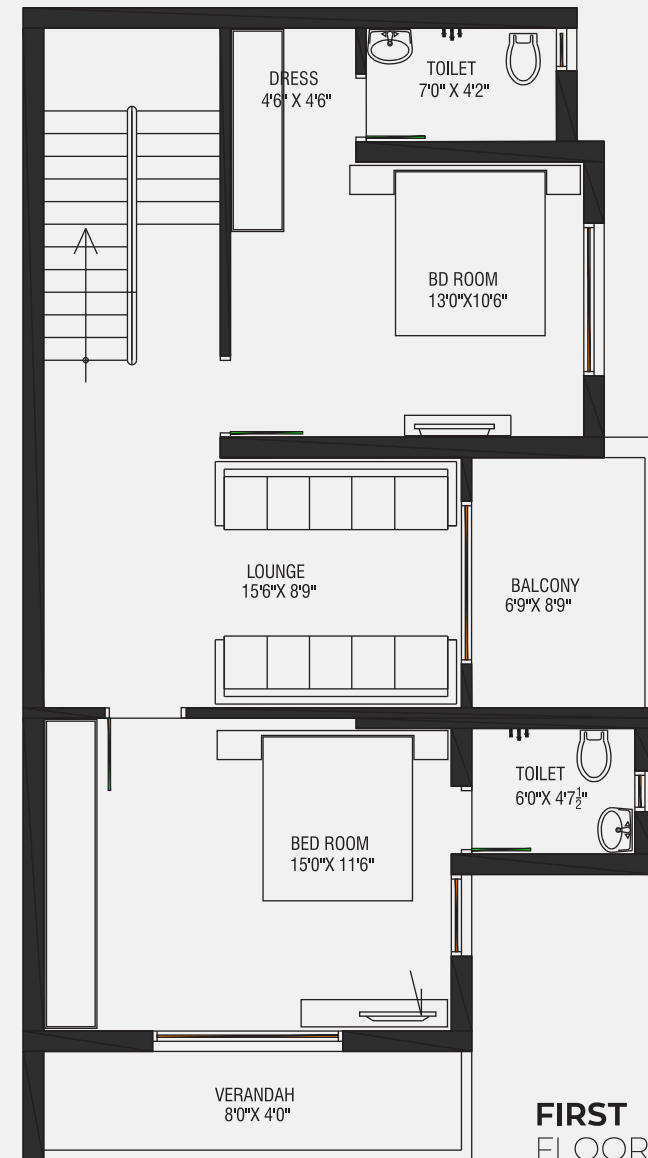 DRESS
4'6" X 4'6"
TOILET
7'0" X 4'2"
BD ROOM
13'0"X10'6"
LOUNGE
15'6"X 8'9"
BALCONY
6'9"X 8'9"
TOILET
6'0"X 4'7½"
BED ROOM
15'0"X 11'6"
VERANDAH
8'0"X 4'0"
FIRST
FLOOR